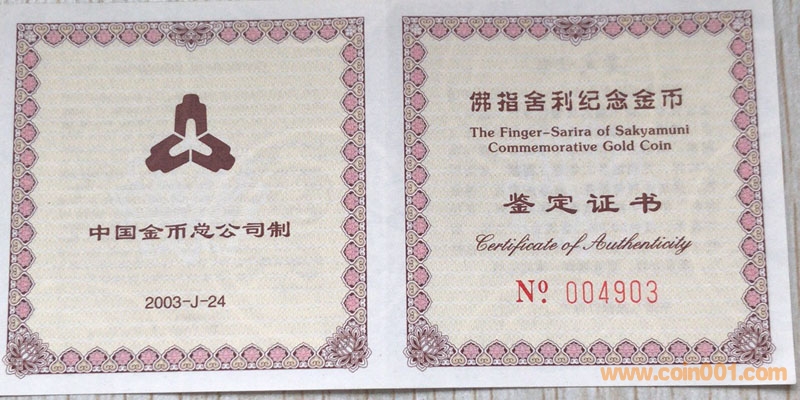 中国金币总公司制
2003-J-24
佛指舍利纪念金币
The Finger-Sarira of Sakyamuni
Commemorative Gold Coin
鉴定证书
Certificate of Authenticity
Nº 004903
www.coin001.com